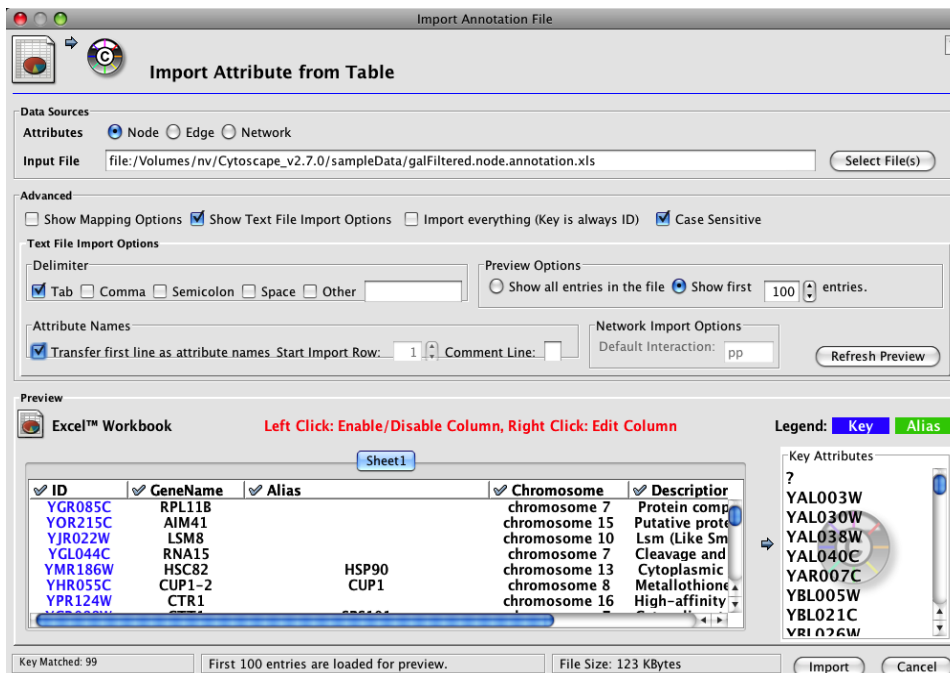 Import Annotation File
Import Attribute from Table
Data Sources
Attributes Node Edge Network
Input File file:/Volumes/nv/Cytoscape_v2.7.0/sampleData/galFiltered.node.annotation.xls Select File(s)
Advanced
Show Mapping Options Show Text File Import Options Import everything (Key is always ID) Case Sensitive
Text File Import Options
Delimiter
Tab Comma Semicolon Space Other
Preview Options
Show all entries in the file Show first 100 entries.
Attribute Names
Transfer first line as attribute names Start Import Row: 1 Comment Line:
Network Import Options
Default Interaction: pp
Refresh Preview
Preview
Excel™ Workbook Left Click: Enable/Disable Column, Right Click: Edit Column Legend: Key Alias
Sheet1
ID GeneName Alias Chromosome Description
YGR085C RPL11B chromosome 7 Protein comp
YOR215C AIM41 chromosome 15 Putative prote
YJR022W LSM8 chromosome 10 Lsm (Like Sm
YGL044C RNA15 chromosome 7 Cleavage and
YMR186W HSC82 HSP90 chromosome 13 Cytoplasmic
YHR055C CUP1-2 CUP1 chromosome 8 Metallothione
YPR124W CTR1 chromosome 16 High-affinity
Key Attributes
?
YAL003W
YAL030W
YAL038W
YAL040C
YAR007C
YBL005W
YBL021C
YBL026W
Key Matched: 99 First 100 entries are loaded for preview. File Size: 123 KBytes Import Cancel